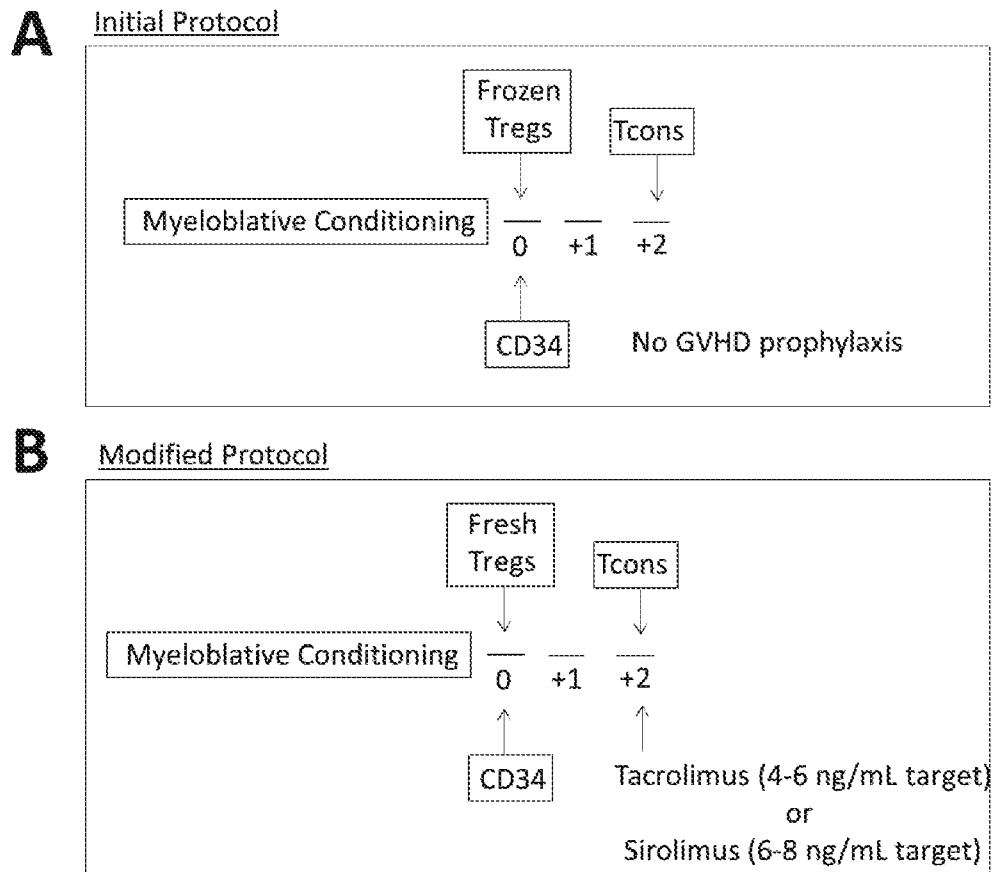 A
Initial Protocol
Frozen
Tregs
Tcons
Myeloblative Conditioning
0
+1
+2
CD34
No GVHD prophylaxis
B
Modified Protocol
Fresh
Tregs
Tcons
Myeloblative Conditioning
0
+1
+2
CD34
Tacrolimus (4-6 ng/mL target)
or
Sirolimus (6-8 ng/mL target)